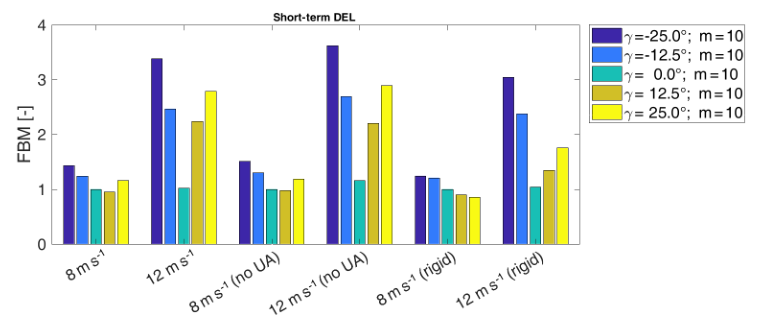 Short-term DEL
4
3
2
1
0
FBM [-]
8 m s⁻¹
12 m s⁻¹
8 m s⁻¹ (no UA)
12 m s⁻¹ (no UA)
8 m s⁻¹ (rigid)
12 m s⁻¹ (rigid)
γ=-25.0°; m=10
γ=-12.5°; m=10
γ= 0.0°; m=10
γ= 12.5°; m=10
γ= 25.0°; m=10